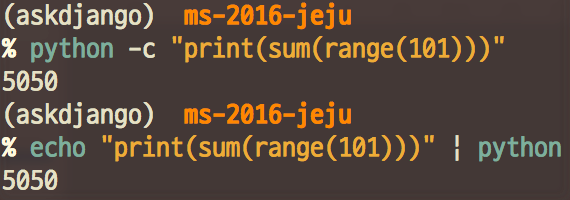 (askdjango) ms-2016-jeju
% python -c "print(sum(range(101)))"
5050
(askdjango) ms-2016-jeju
% echo "print(sum(range(101)))" | python
5050